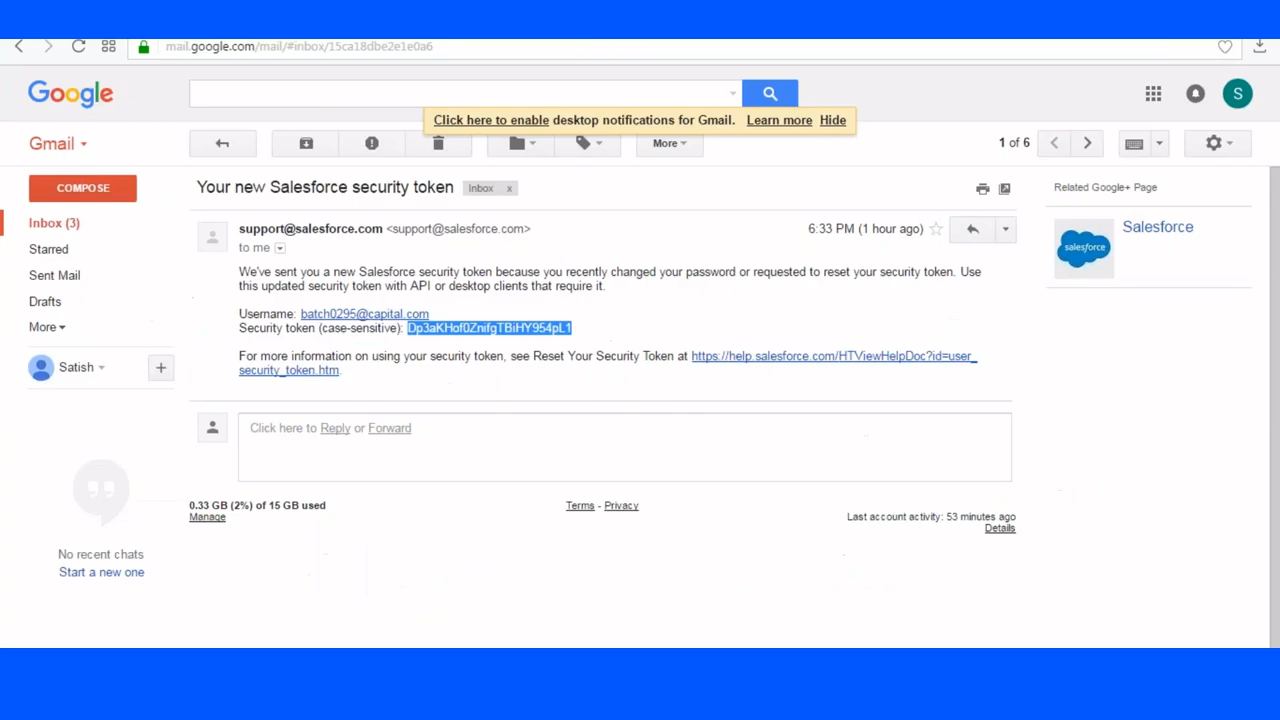 mail.google.com/mail/#inbox/15ca18dbe2e1e0a6
Google
S
Click here to enable desktop notifications for Gmail. Learn more Hide
Gmail
More
1 of 6
COMPOSE
Your new Salesforce security token
Inbox x
Related Google+ Page
Inbox (3)
Starred
Sent Mail
Drafts
More
Satish
support@salesforce.com <support@salesforce.com>
6:33 PM (1 hour ago)
to me
salesforce
Salesforce
We've sent you a new Salesforce security token because you recently changed your password or requested to reset your security token. Use
this updated security token with API or desktop clients that require it.
Username: batch0295@capital.com
Security token (case-sensitive): Dp3aKHqf0ZnifgTBiHY954pL1
For more information on using your security token, see Reset Your Security Token at https://help.salesforce.com/HTViewHelpDoc?id=user_
security_token.htm.
Click here to Reply or Forward
0.33 GB (2%) of 15 GB used
Manage
Terms - Privacy
Last account activity: 53 minutes ago
Details
No recent chats
Start a new one